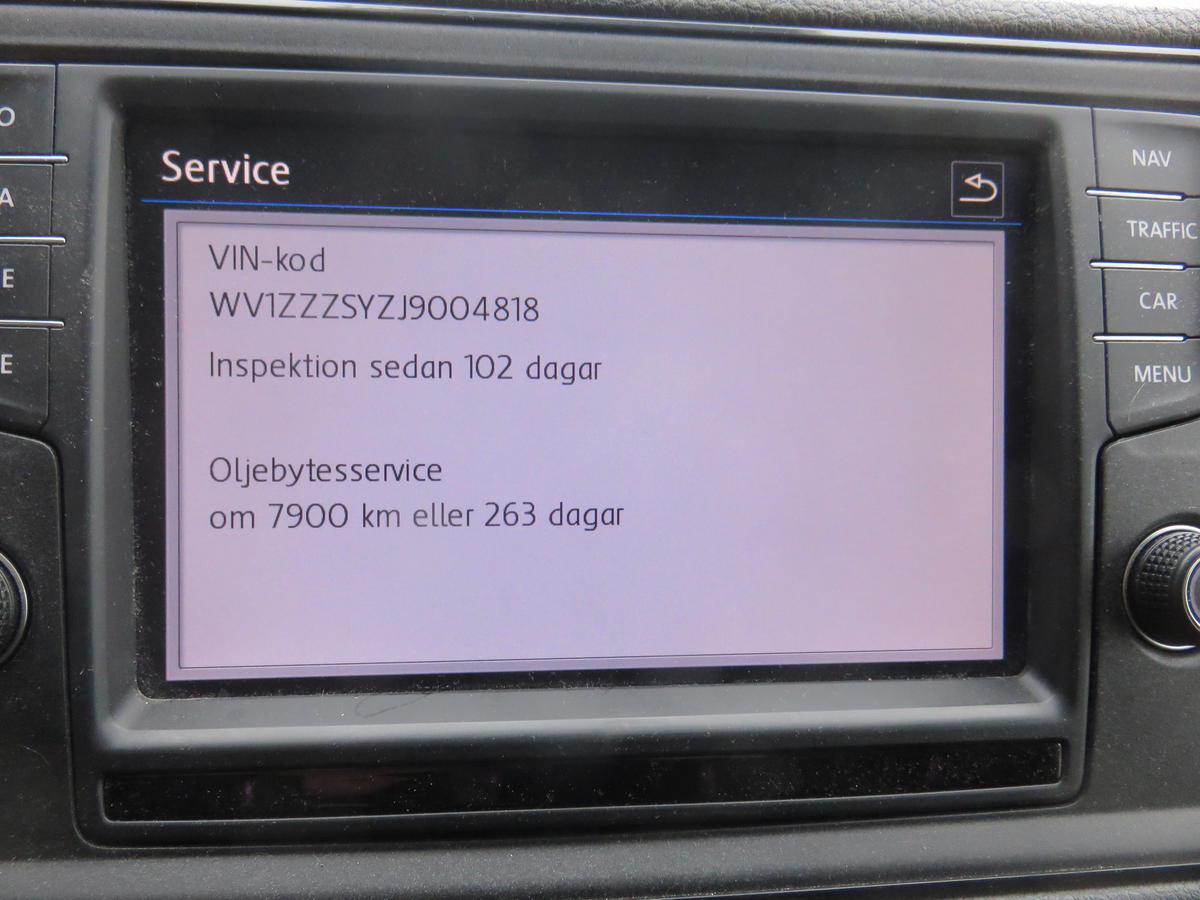 Service
VIN-kod
WV1ZZZSYZJ9004818
Inspektion sedan 102 dagar
Oljebytesservice
om 7900 km eller 263 dagar
NAV
TRAFFIC
CAR
MENU
O
A
E
E